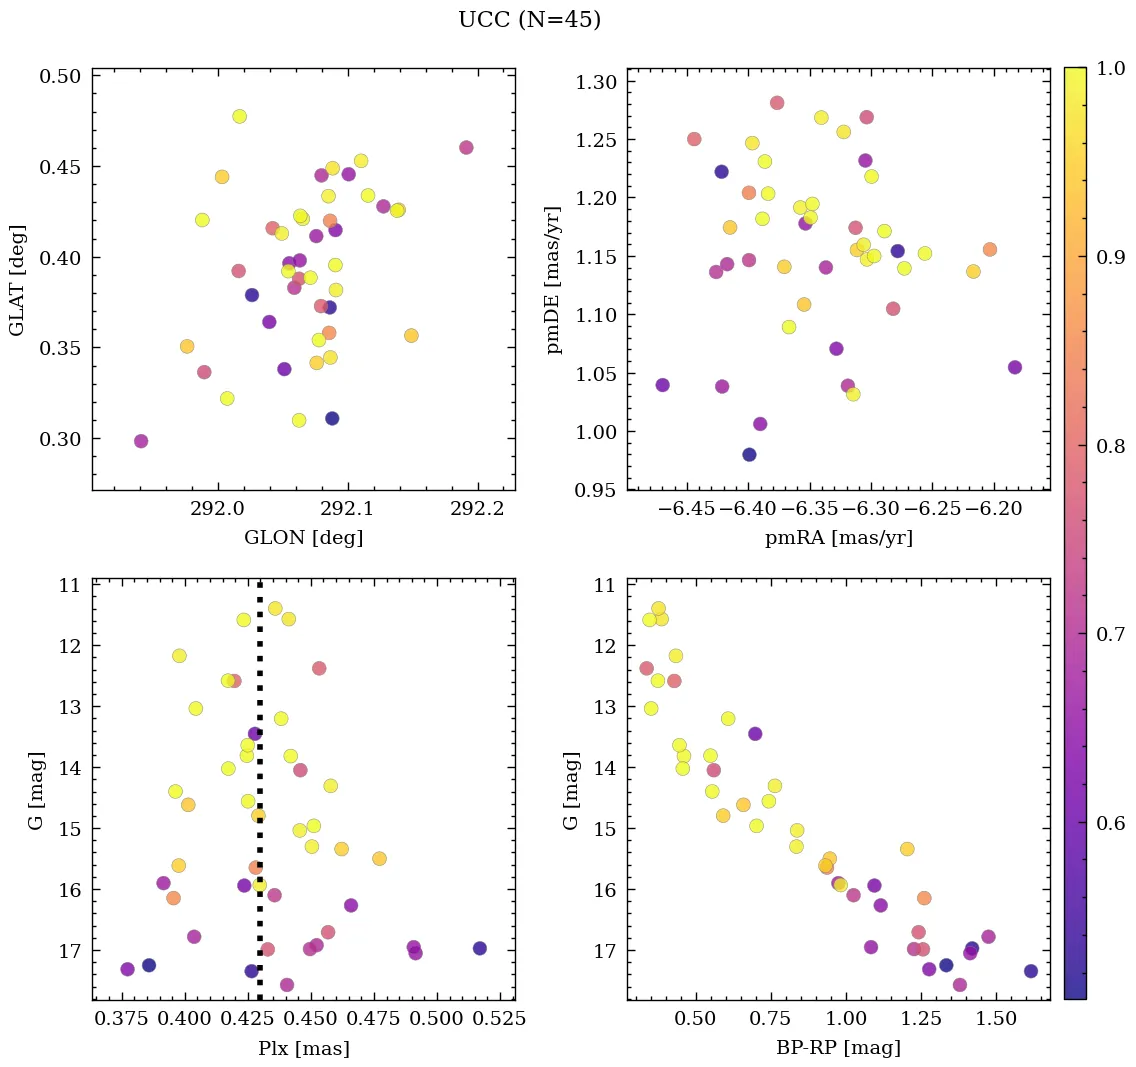 UCC (N=45)
0.50
0.45
0.40
0.35
0.30
GLAT [deg]
292.0 292.1 292.2
GLON [deg]
1.30
1.25
1.20
1.15
1.10
1.05
1.00
0.95
pmDE [mas/yr]
−6.45 −6.40 −6.35 −6.30 −6.25 −6.20
pmRA [mas/yr]
1.0
0.9
0.8
0.7
0.6
11
12
13
14
15
16
17
G [mag]
0.375 0.400 0.425 0.450 0.475 0.500 0.525
Plx [mas]
11
12
13
14
15
16
17
G [mag]
0.50 0.75 1.00 1.25 1.50
BP-RP [mag]